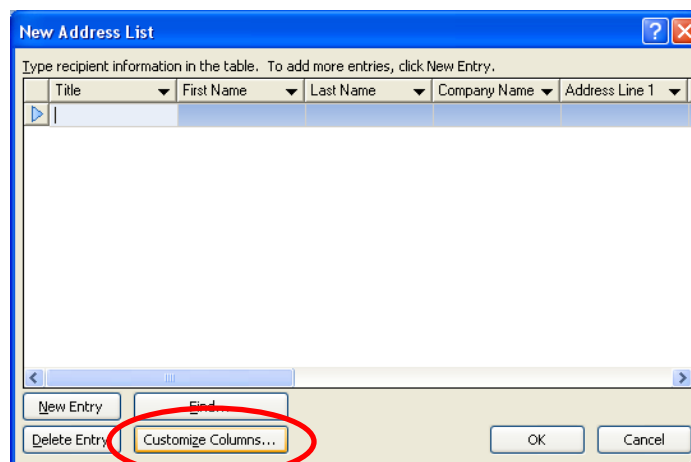 New Address List
Type recipient information in the table. To add more entries, click New Entry.
Title First Name Last Name Company Name Address Line 1
New Entry Find...
Delete Entry Customize Columns... OK Cancel